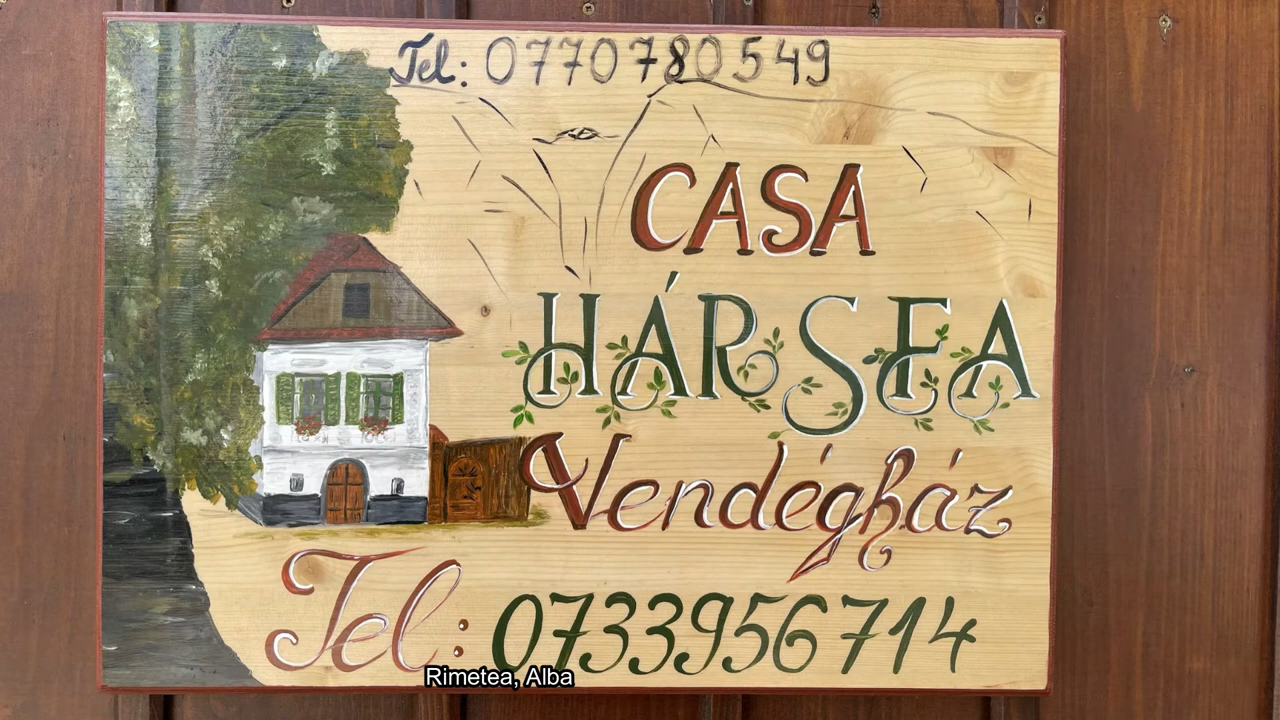 Tel: 0770780549
CASA
HÁRSFA
Vendégház
Tel: 0733956714
Rimetea, Alba